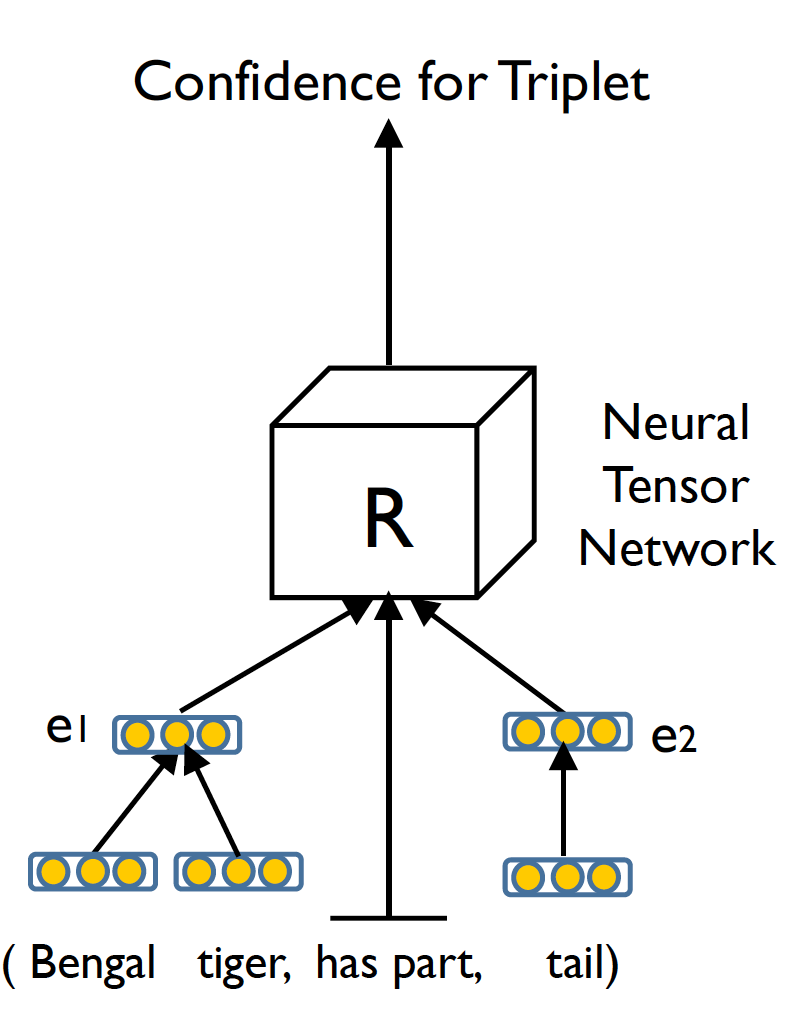 Confidence for Triplet
Neural
Tensor
Network
R
e1
e2
( Bengal tiger, has part, tail)